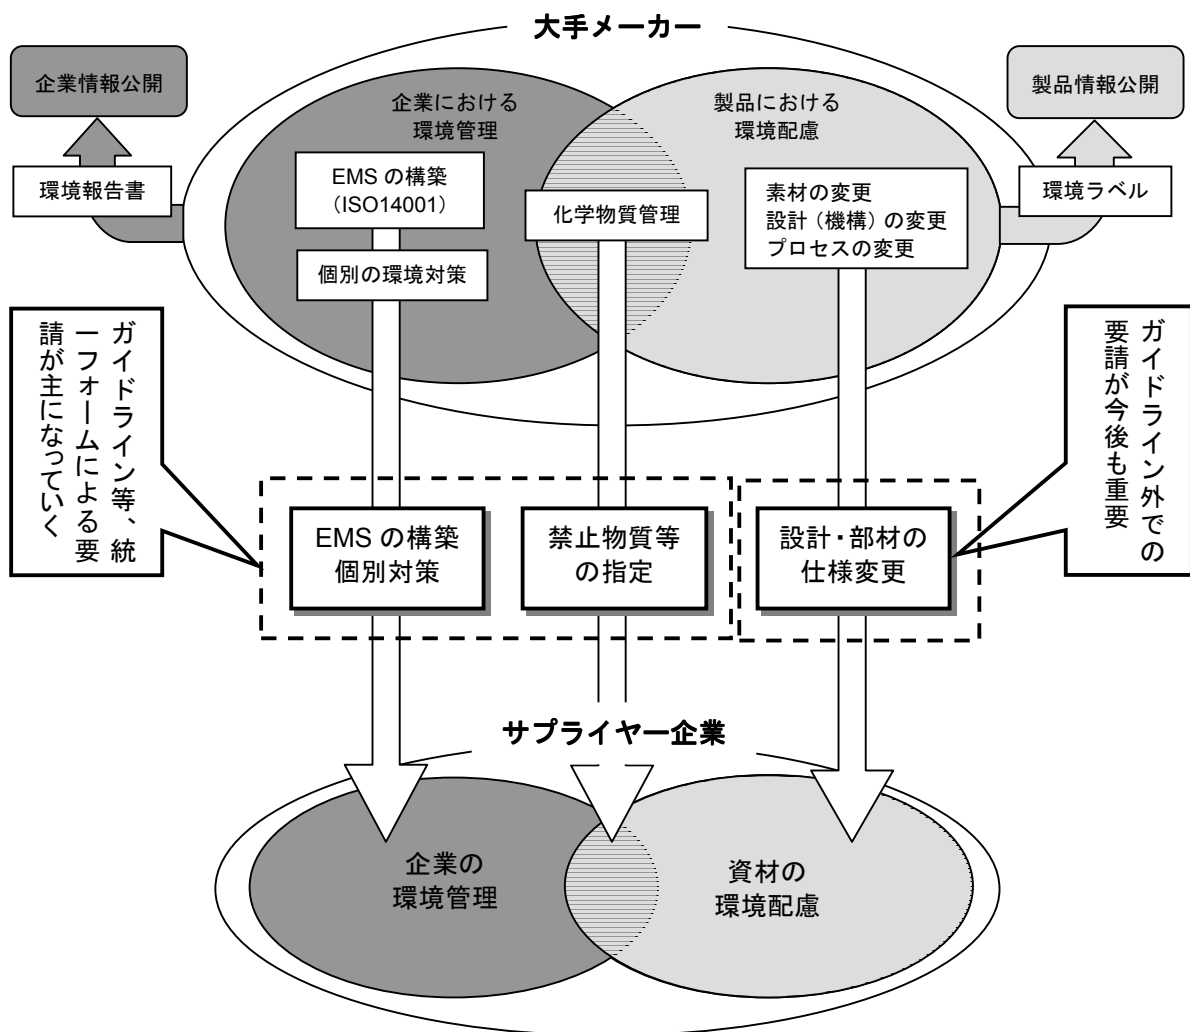 大手メーカー
企業情報公開
製品情報公開
企業における
環境管理
製品における
環境配慮
環境報告書
EMS の構築
（ISO14001）
個別の環境対策
化学物質管理
素材の変更
設計（機構）の変更
プロセスの変更
環境ラベル
ガイドライン等、統
一フォームによる要
請が主になっていく
ガイドライン外での
要請が今後も重要
EMS の構築
個別対策
禁止物質等
の指定
設計・部材の
仕様変更
サプライヤー企業
企業の
環境管理
資材の
環境配慮